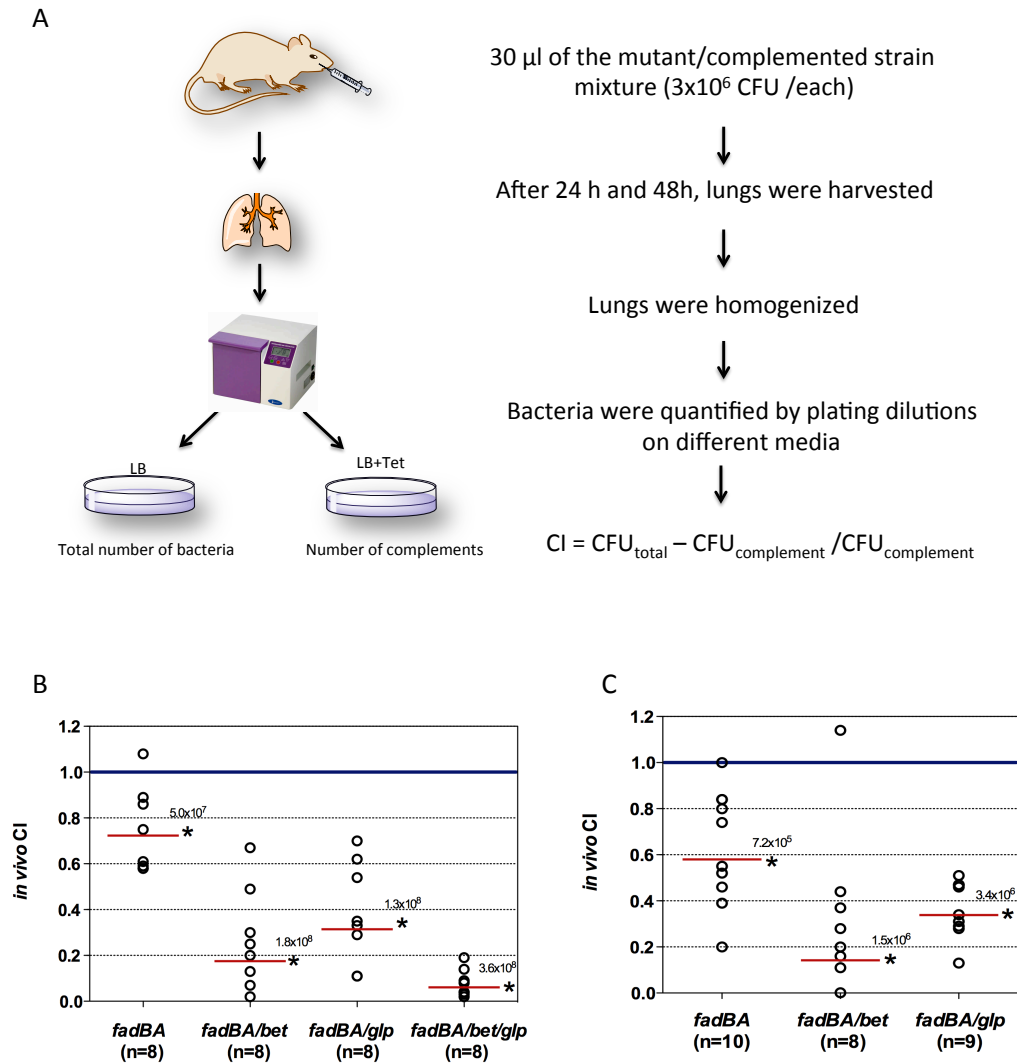 A
30 µl of the mutant/complemented strain
mixture (3x10⁶ CFU /each)
After 24 h and 48h, lungs were harvested
Lungs were homogenized
Bacteria were quantified by plating dilutions
on different media
CI = CFUtotal – CFUcomplement /CFUcomplement
LB
LB+Tet
Total number of bacteria
Number of complements
B
in vivo CI
1.2
1.0
0.8
0.6
0.4
0.2
0.0
5.0x10⁷
*
1.8x10⁸
*
1.3x10⁸
*
3.6x10⁸
*
fadBA
(n=8)
fadBA/bet
(n=8)
fadBA/glp
(n=8)
fadBA/bet/glp
(n=8)
C
in vivo CI
1.2
1.0
0.8
0.6
0.4
0.2
0.0
7.2x10⁵
*
1.5x10⁶
*
3.4x10⁶
*
fadBA
(n=10)
fadBA/bet
(n=8)
fadBA/glp
(n=9)